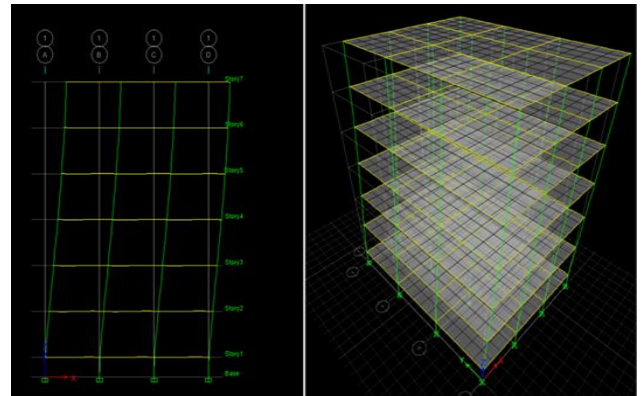 1 1 1 1
A B C D
Story7
Story6
Story5
Story4
Story3
Story2
Story1
Base
X
Y
X